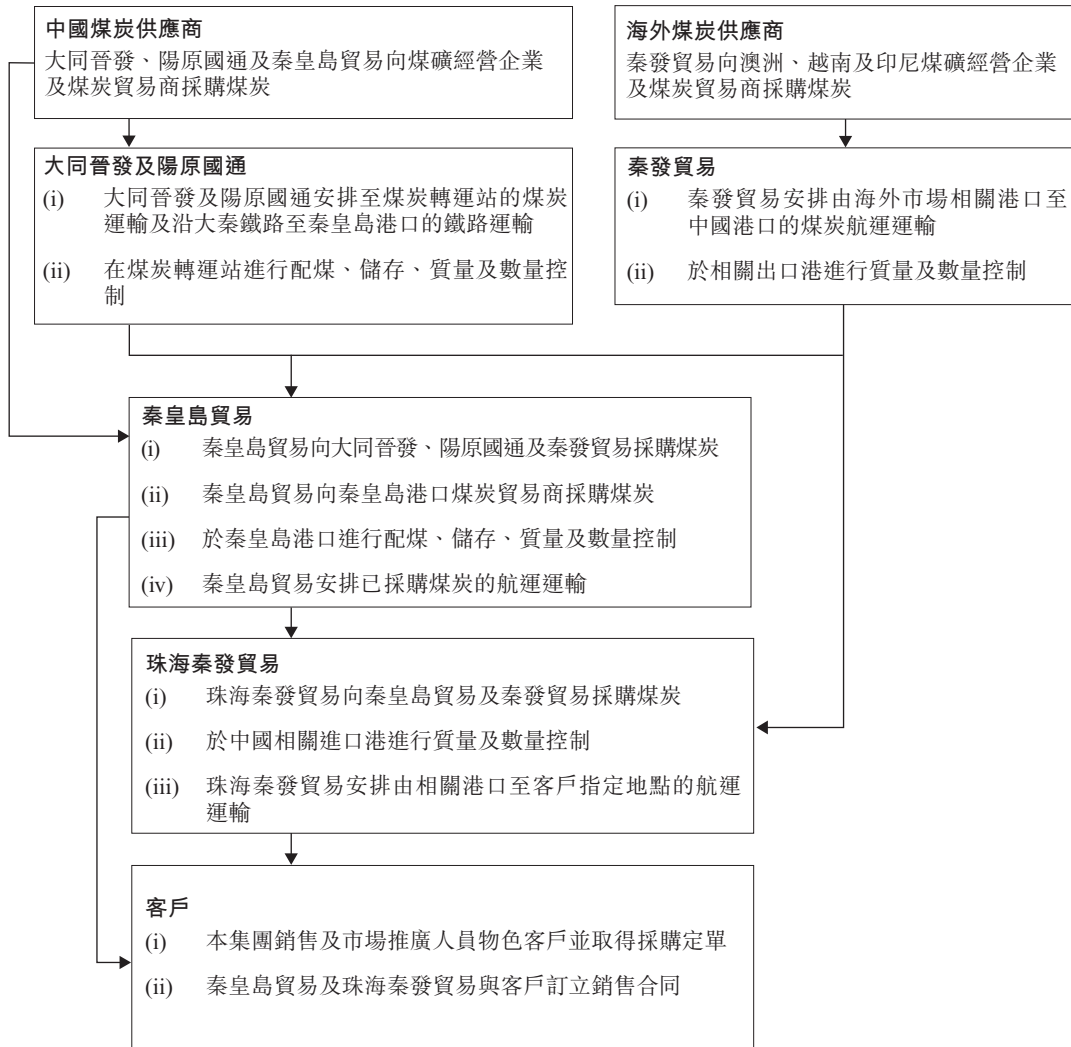 中國煤炭供應商
大同晉發、陽原國通及秦皇島貿易向煤礦經營企業
及煤炭貿易商採購煤炭
海外煤炭供應商
秦發貿易向澳洲、越南及印尼煤礦經營企業
及煤炭貿易商採購煤炭
大同晉發及陽原國通
(i) 大同晉發及陽原國通安排至煤炭轉運站的煤炭
運輸及沿大秦鐵路至秦皇島港口的鐵路運輸
(ii) 在煤炭轉運站進行配煤、儲存、質量及數量控
制
秦發貿易
(i) 秦發貿易安排由海外市場相關港口至
中國港口的煤炭航運運輸
(ii) 於相關出口港進行質量及數量控制
秦皇島貿易
(i) 秦皇島貿易向大同晉發、陽原國通及秦發貿易採購煤炭
(ii) 秦皇島貿易向秦皇島港口煤炭貿易商採購煤炭
(iii) 於秦皇島港口進行配煤、儲存、質量及數量控制
(iv) 秦皇島貿易安排已採購煤炭的航運運輸
珠海秦發貿易
(i) 珠海秦發貿易向秦皇島貿易及秦發貿易採購煤炭
(ii) 於中國相關進口港進行質量及數量控制
(iii) 珠海秦發貿易安排由相關港口至客戶指定地點的航運
運輸
客戶
(i) 本集團銷售及市場推廣人員物色客戶並取得採購定單
(ii) 秦皇島貿易及珠海秦發貿易與客戶訂立銷售合同